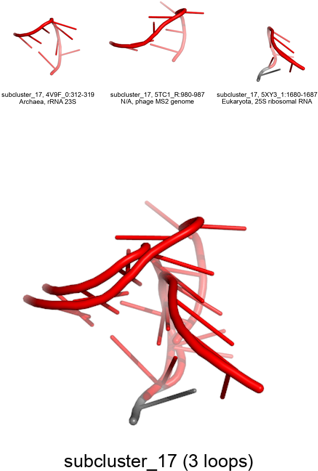 subcluster_17, 4V9F_0:312-319
Archaea, rRNA 23S
subcluster_17, 5TC1_R:980-987
N/A, phage MS2 genome
subcluster_17, 5XY3_1:1680-1687
Eukaryota, 25S ribosomal RNA
subcluster_17 (3 loops)